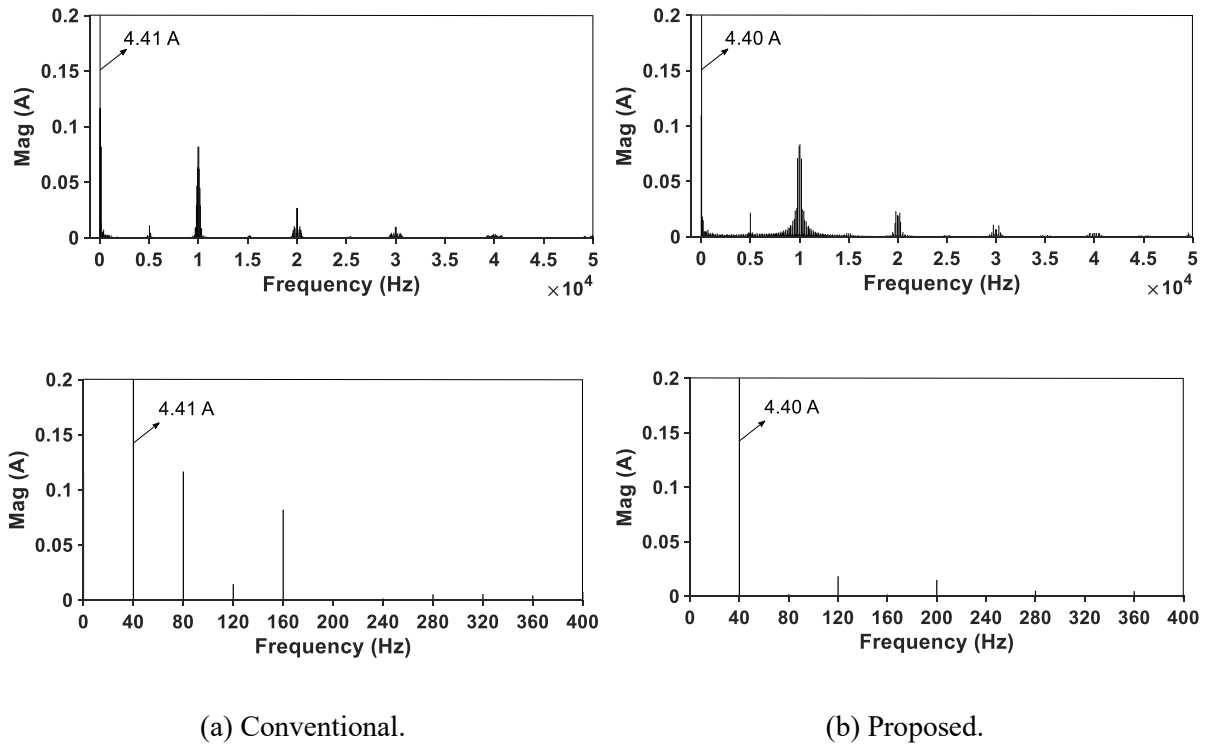 0.2
4.41 A
0.15
0.1
0.05
0
Mag (A)
0 0.5 1 1.5 2 2.5 3 3.5 4 4.5 5
Frequency (Hz)
×10⁴
0.2
4.40 A
0.15
0.1
0.05
0
Mag (A)
0 0.5 1 1.5 2 2.5 3 3.5 4 4.5 5
Frequency (Hz)
×10⁴
0.2
4.41 A
0.15
0.1
0.05
0
Mag (A)
0 40 80 120 160 200 240 280 320 360 400
Frequency (Hz)
0.2
4.40 A
0.15
0.1
0.05
0
Mag (A)
0 40 80 120 160 200 240 280 320 360 400
Frequency (Hz)
(a) Conventional.
(b) Proposed.